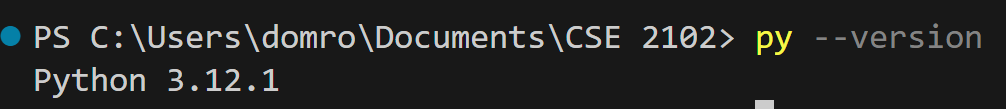 PS C:\Users\domro\Documents\CSE 2102> py --version
Python 3.12.1